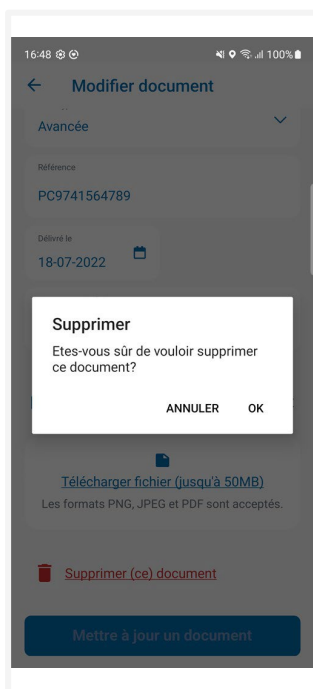 16:48 100%
Modifier document
Avancée
Référence
PC9741564789
Délivré le
18-07-2022
Supprimer
Etes-vous sûr de vouloir supprimer
ce document?
ANNULER OK
Télécharger fichier (jusqu'à 50MB)
Les formats PNG, JPEG et PDF sont acceptés.
Supprimer (ce) document
Mettre à jour un document